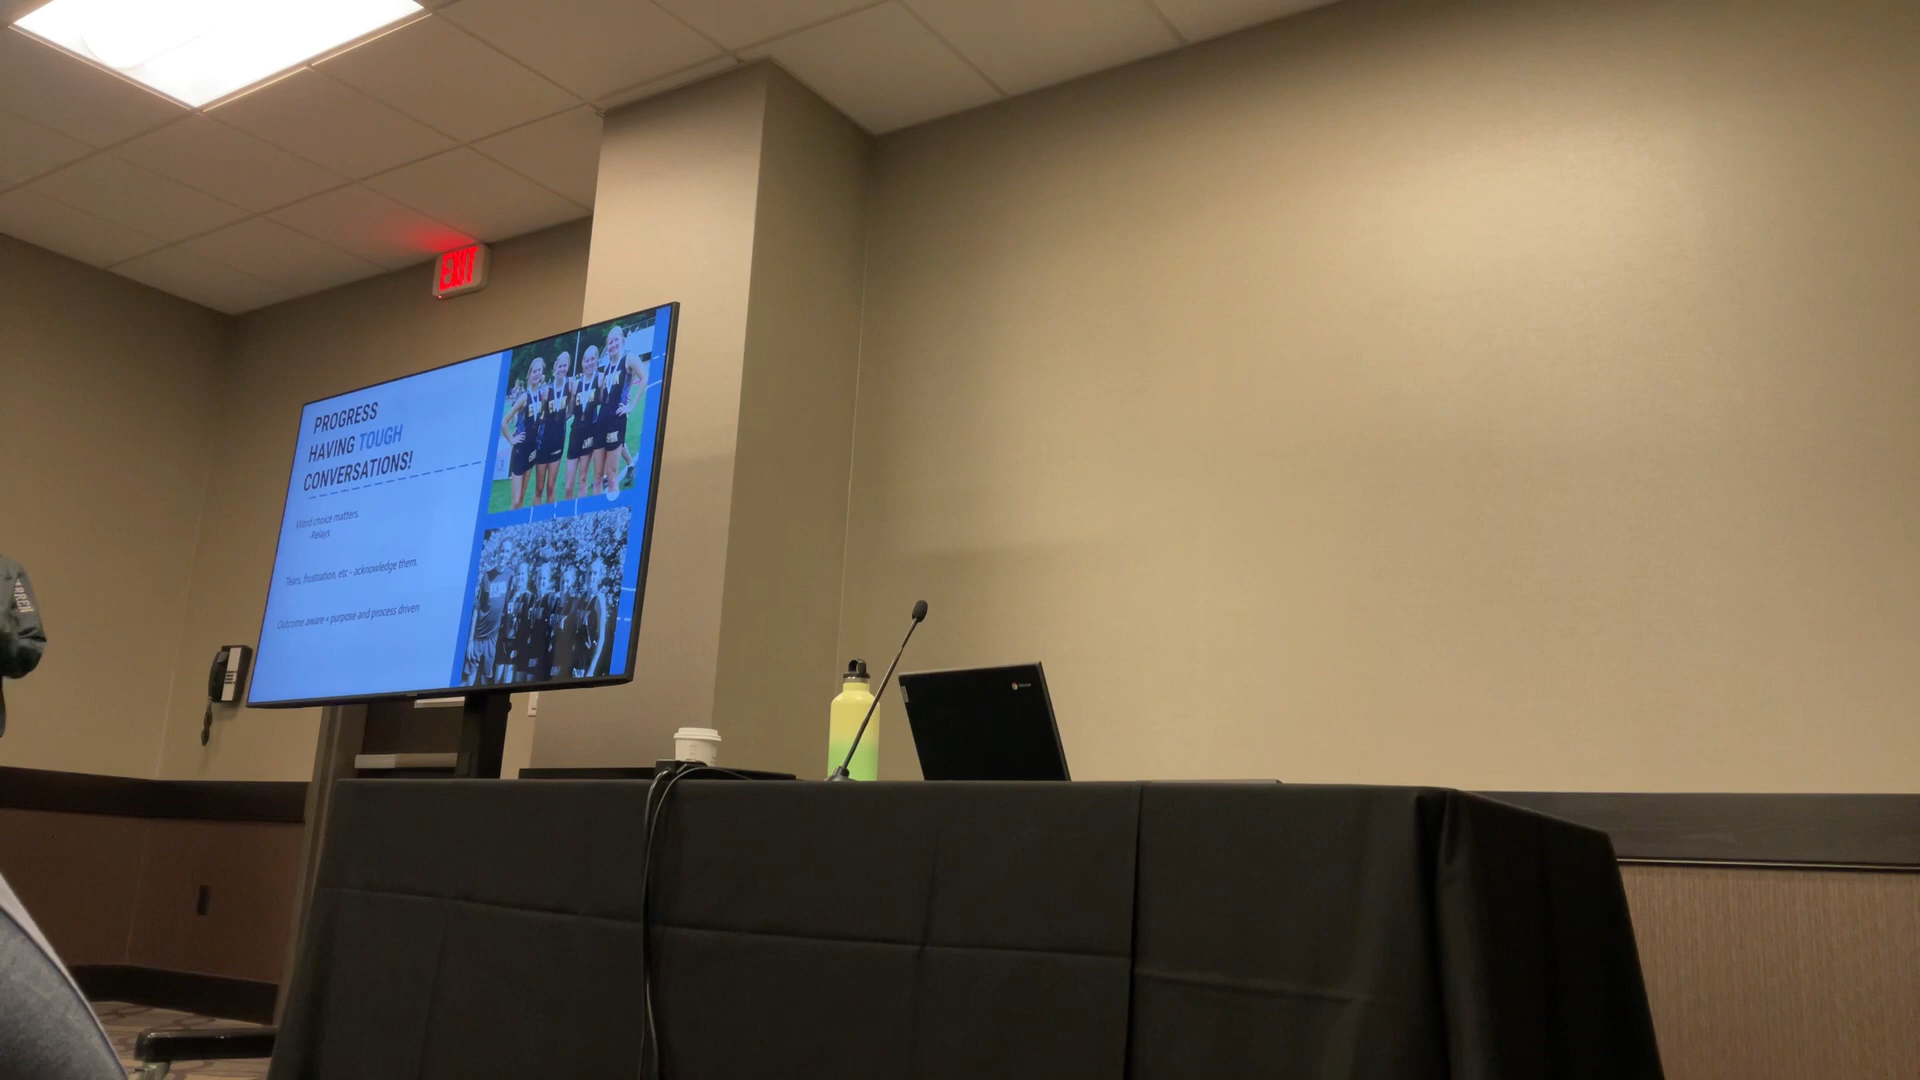 EXIT
PROGRESS
HAVING TOUGH
CONVERSATIONS!
Word choice matters.
-Relays
Tears, frustration, etc - acknowledge them.
Outcome aware < purpose and process driven